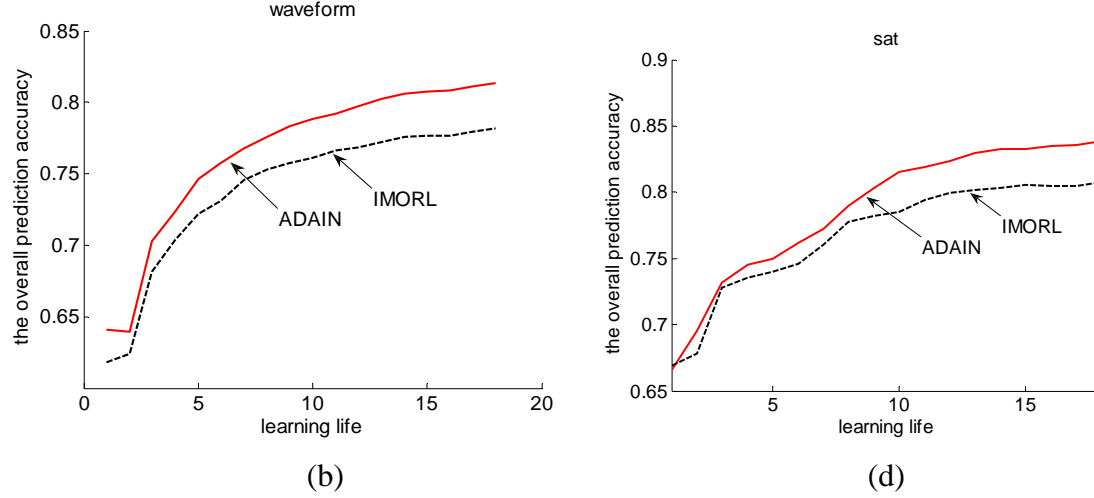 waveform
the overall prediction accuracy
0.85
0.8
0.75
0.7
0.65
ADAIN
IMORL
0 5 10 15 20
learning life
(b)
sat
the overall prediction accuracy
0.9
0.85
0.8
0.75
0.7
0.65
ADAIN
IMORL
5 10 15
learning life
(d)